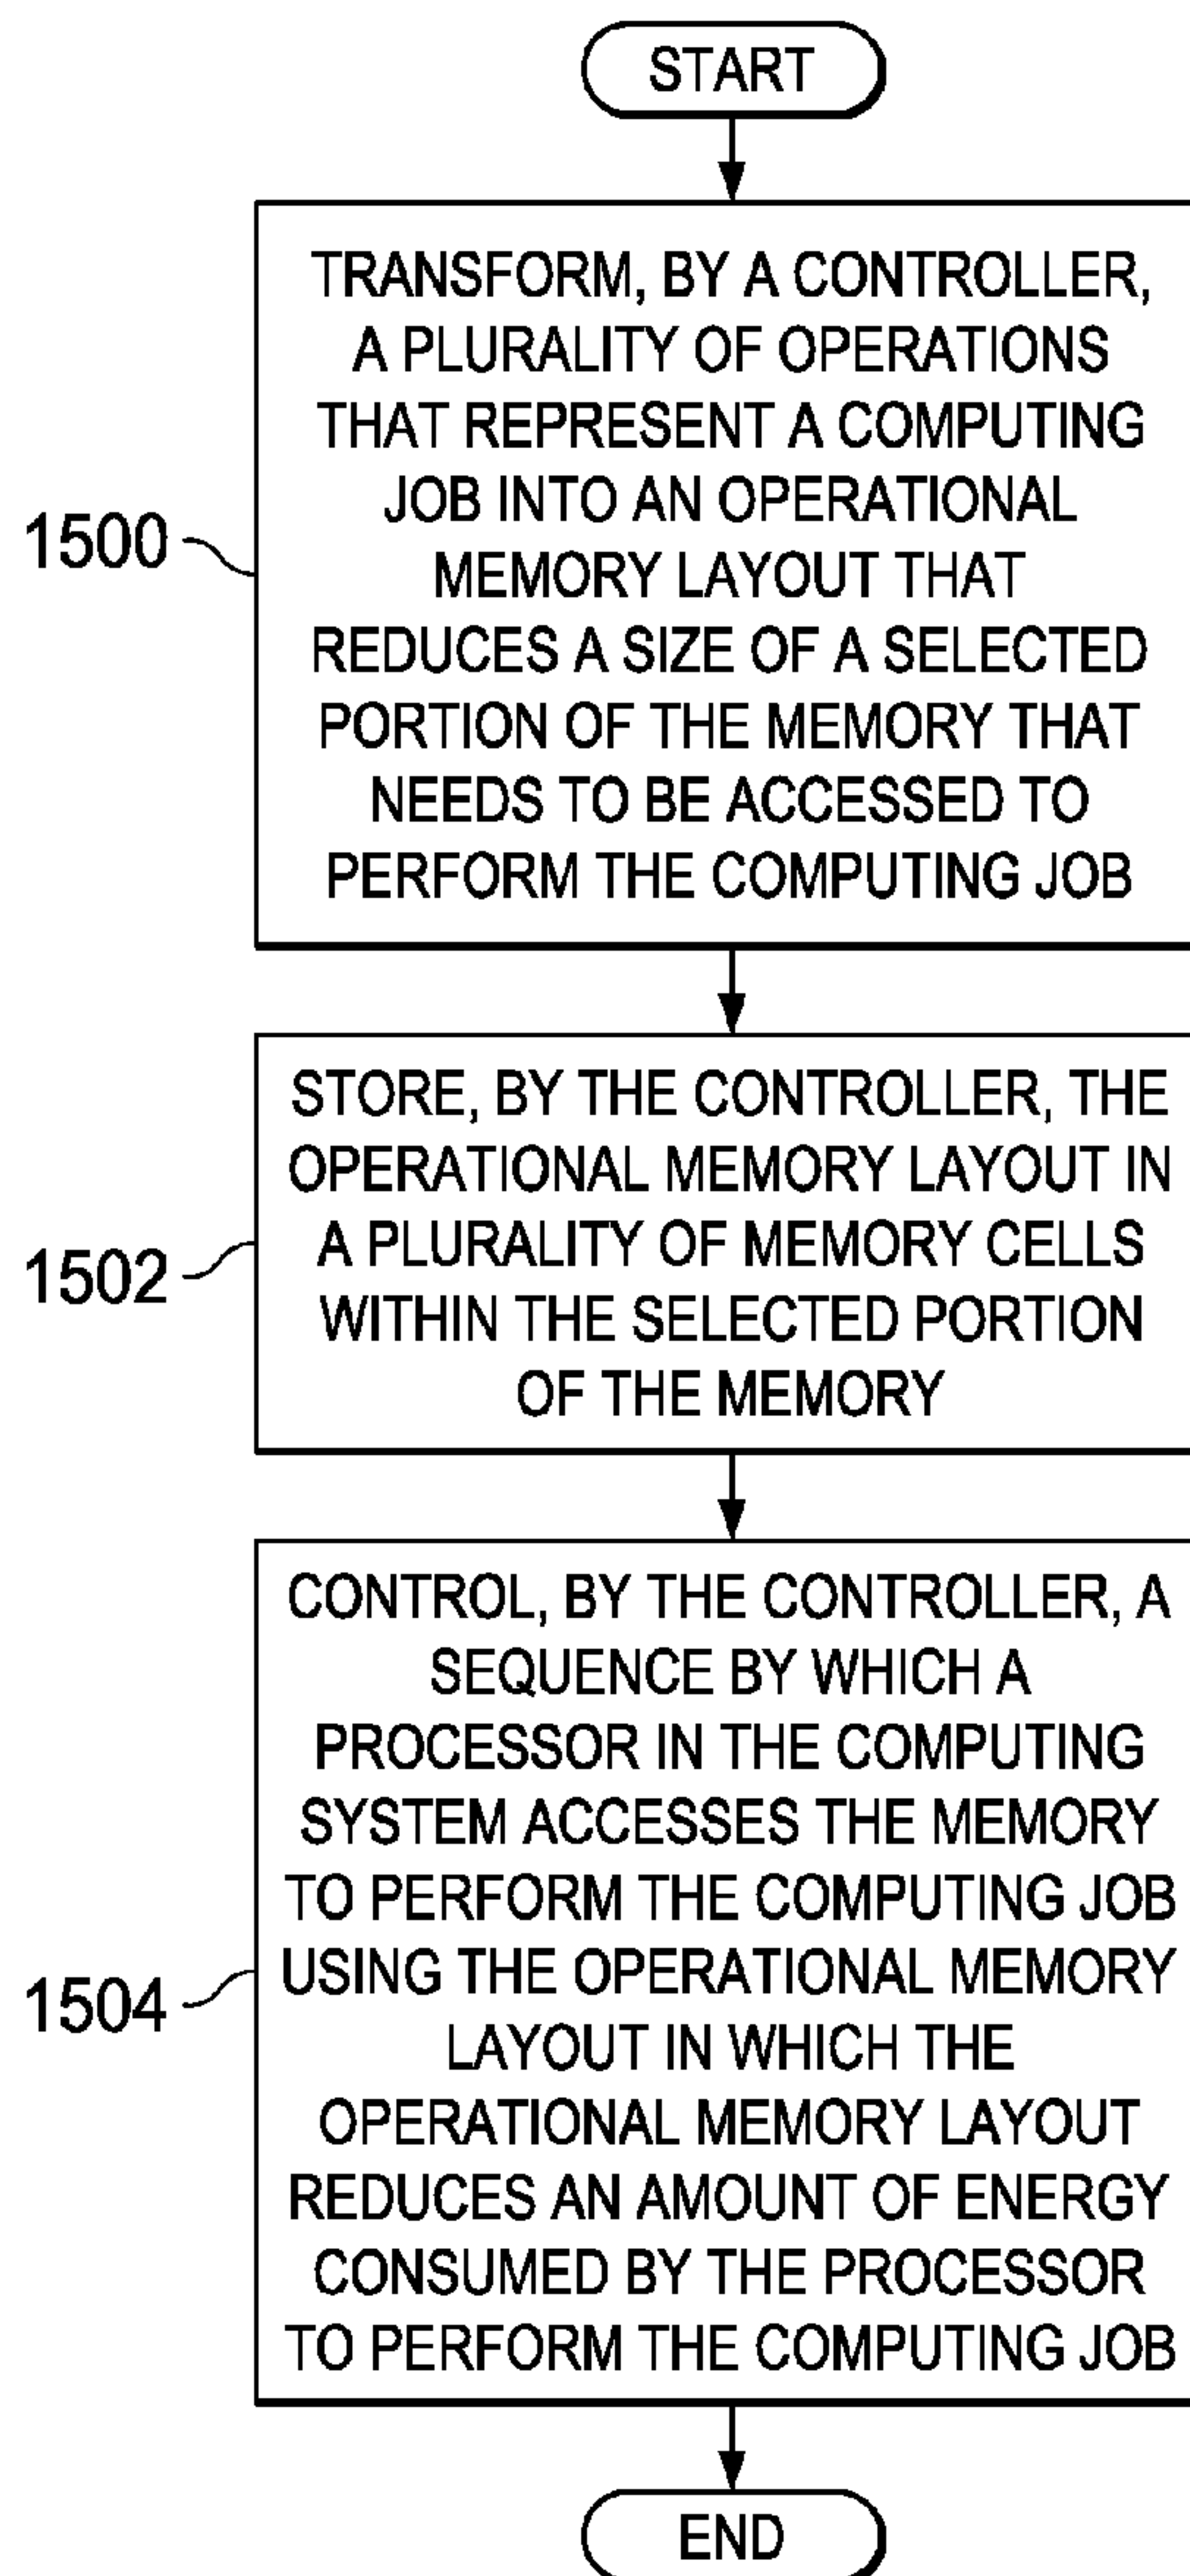 START
TRANSFORM, BY A CONTROLLER,
A PLURALITY OF OPERATIONS
THAT REPRESENT A COMPUTING
JOB INTO AN OPERATIONAL
MEMORY LAYOUT THAT
REDUCES A SIZE OF A SELECTED
PORTION OF THE MEMORY THAT
NEEDS TO BE ACCESSED TO
PERFORM THE COMPUTING JOB
1500
STORE, BY THE CONTROLLER, THE
OPERATIONAL MEMORY LAYOUT IN
A PLURALITY OF MEMORY CELLS
WITHIN THE SELECTED PORTION
OF THE MEMORY
1502
CONTROL, BY THE CONTROLLER, A
SEQUENCE BY WHICH A
PROCESSOR IN THE COMPUTING
SYSTEM ACCESSES THE MEMORY
TO PERFORM THE COMPUTING JOB
USING THE OPERATIONAL MEMORY
LAYOUT IN WHICH THE
OPERATIONAL MEMORY LAYOUT
REDUCES AN AMOUNT OF ENERGY
CONSUMED BY THE PROCESSOR
TO PERFORM THE COMPUTING JOB
1504
END